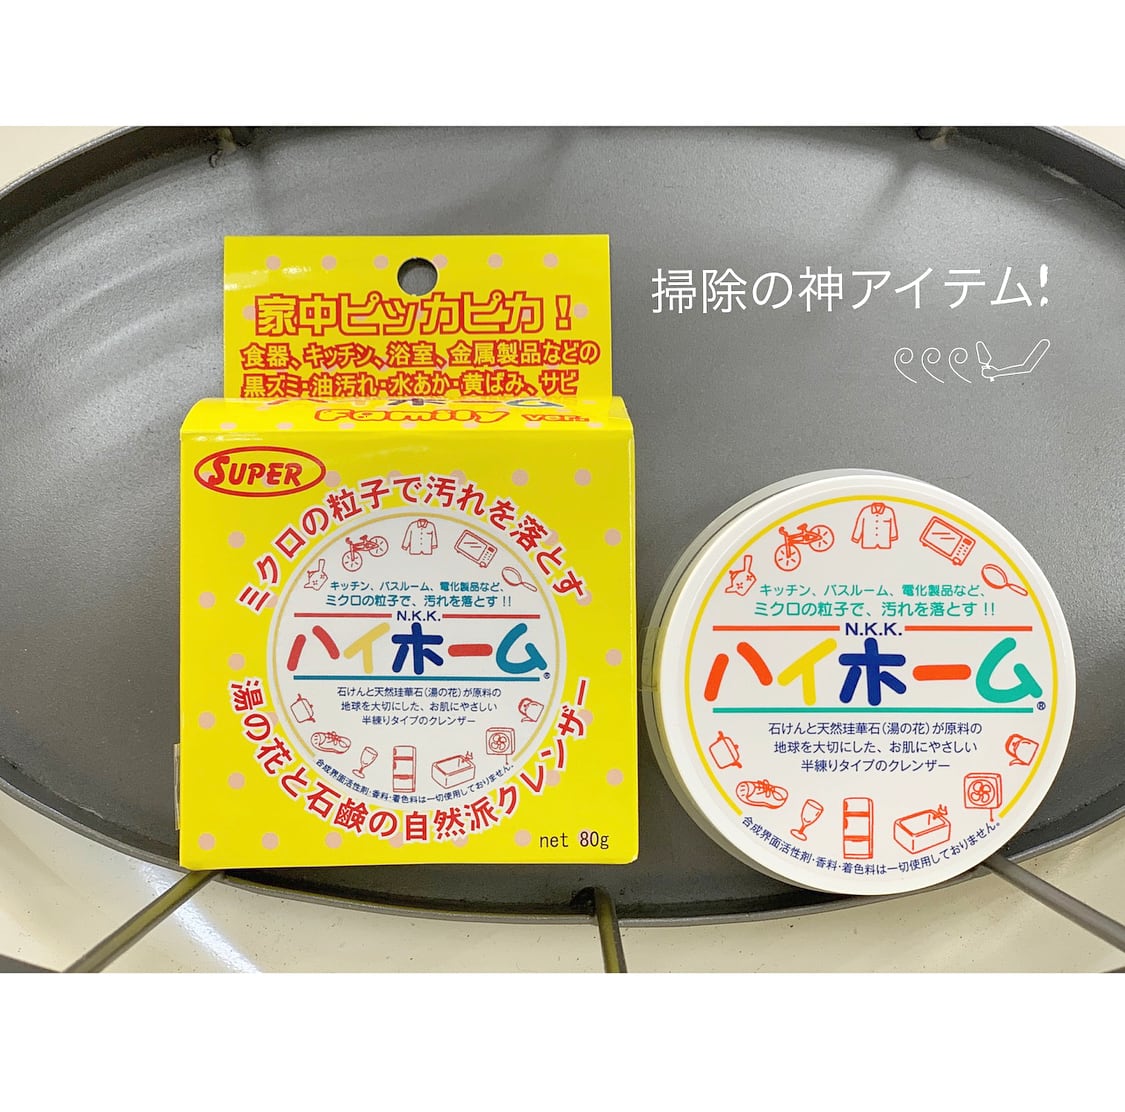 掃除の神アイテム!
家中ピッカピカ!
食器、キッチン、浴室、金属製品などの
黒ズミ・油汚れ・水あか・黄ばみ、サビ
ハイホーム
Family ver.
SUPER
ミクロの粒子で汚れを落とす
キッチン、バスルーム、電化製品など、
ミクロの粒子で、汚れを落とす!!
N.K.K.
ハイホーム®
石けんと天然珪華石(湯の花)が原料の
地球を大切にした、お肌にやさしい
半練りタイプのクレンザー
合成界面活性剤・香料・着色料は一切使用しておりません。
湯の花と石鹸の自然派クレンザー
net 80g
キッチン、バスルーム、電化製品など、
ミクロの粒子で、汚れを落とす!!
N.K.K.
ハイホーム®
石けんと天然珪華石(湯の花)が原料の
地球を大切にした、お肌にやさしい
半練りタイプのクレンザー
合成界面活性剤・香料・着色料は一切使用しておりません。